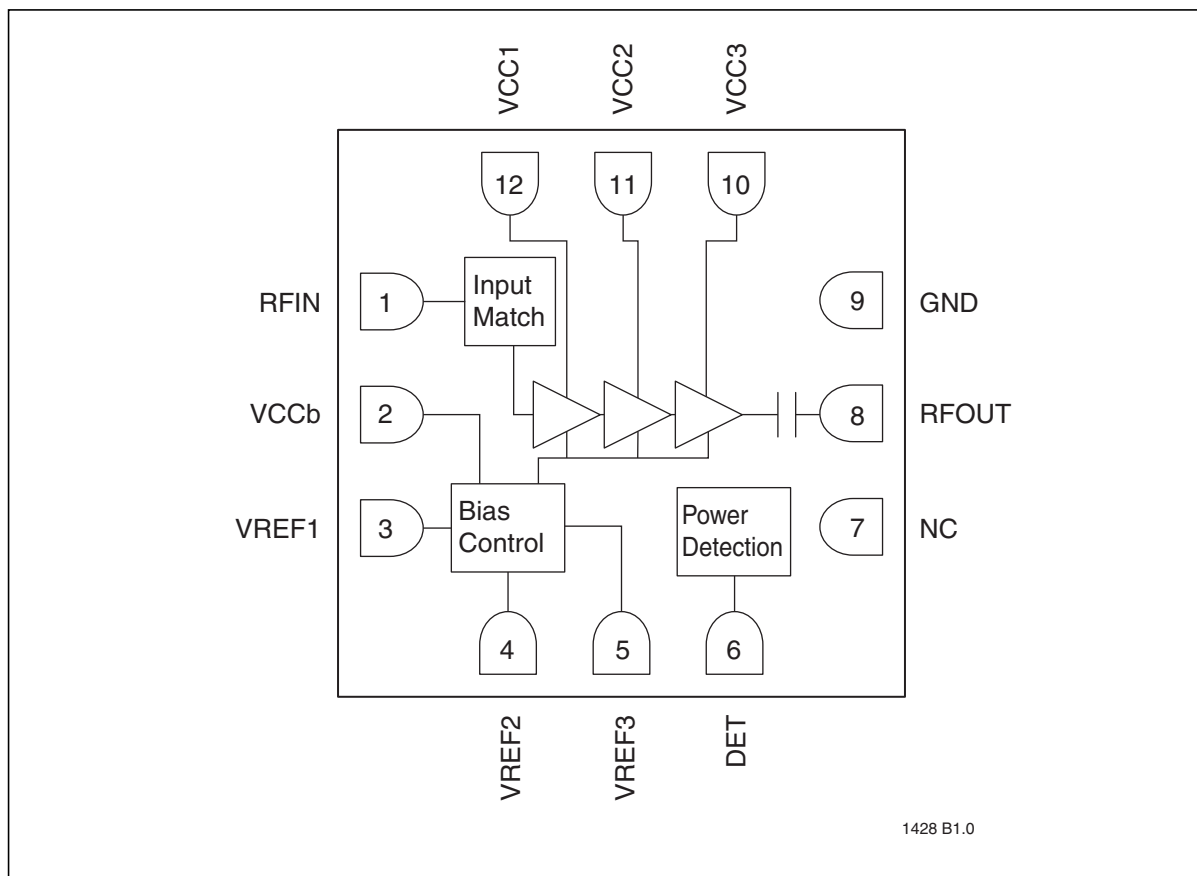 VCC1
VCC2
VCC3
12
11
10
RFIN
1
Input
Match
9
GND
VCCb
2
8
RFOUT
VREF1
3
Bias
Control
Power
Detection
7
NC
4
5
6
VREF2
VREF3
DET
1428 B1.0